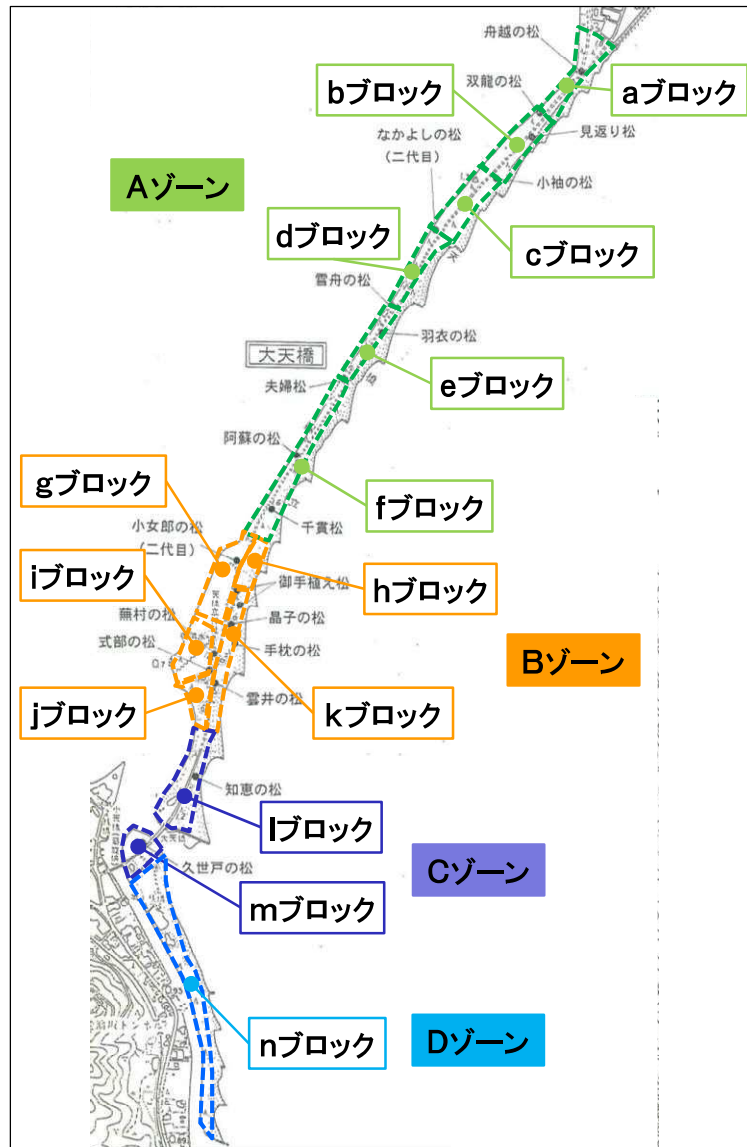 舟越の松
双龍の松
bブロック
aブロック
なかよしの松
(二代目)
見返り松
小袖の松
Aゾーン
cブロック
dブロック
雪舟の松
羽衣の松
大天橋
夫婦松
eブロック
阿蘇の松
gブロック
fブロック
千貫松
小女郎の松
(二代目)
iブロック
hブロック
御手植え松
蕪村の松
晶子の松
式部の松
手枕の松
Bゾーン
雲井の松
jブロック
kブロック
知恵の松
lブロック
久世戸の松
Cゾーン
mブロック
nブロック
Dゾーン